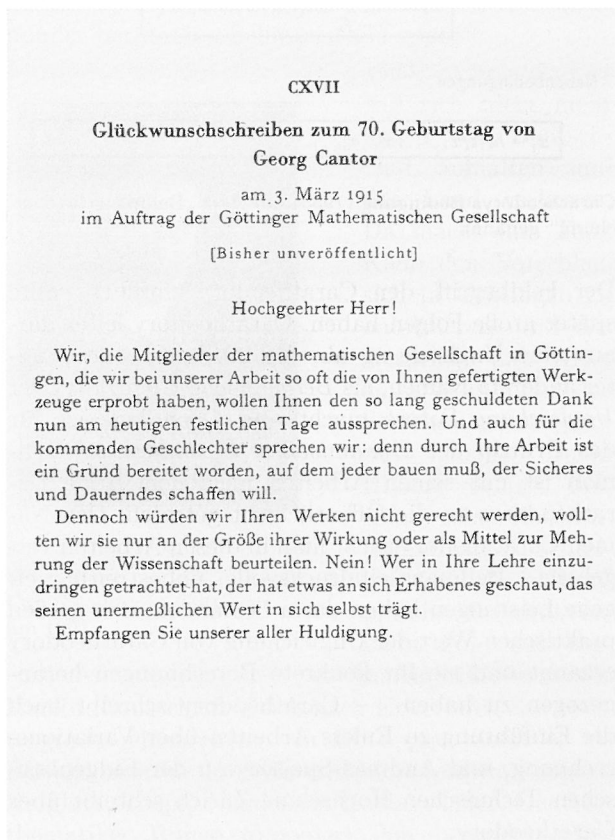 CXVII
Glückwunschschreiben zum 70. Geburtstag von
Georg Cantor
am 3. März 1915
im Auftrag der Göttinger Mathematischen Gesellschaft
[Bisher unveröffentlicht]
Hochgeehrter Herr!
Wir, die Mitglieder der mathematischen Gesellschaft in Göttin-
gen, die wir bei unserer Arbeit so oft die von Ihnen gefertigten Werk-
zeuge erprobt haben, wollen Ihnen den so lang geschuldeten Dank
nun am heutigen festlichen Tage aussprechen. Und auch für die
kommenden Geschlechter sprechen wir: denn durch Ihre Arbeit ist
ein Grund bereitet worden, auf dem jeder bauen muß, der Sicheres
und Dauerndes schaffen will.
Dennoch würden wir Ihren Werken nicht gerecht werden, woll-
ten wir sie nur an der Größe ihrer Wirkung oder als Mittel zur Meh-
rung der Wissenschaft beurteilen. Nein! Wer in Ihre Lehre einzu-
dringen getrachtet hat, der hat etwas an sich Erhabenes geschaut, das
seinen unermeßlichen Wert in sich selbst trägt.
Empfangen Sie unserer aller Huldigung.